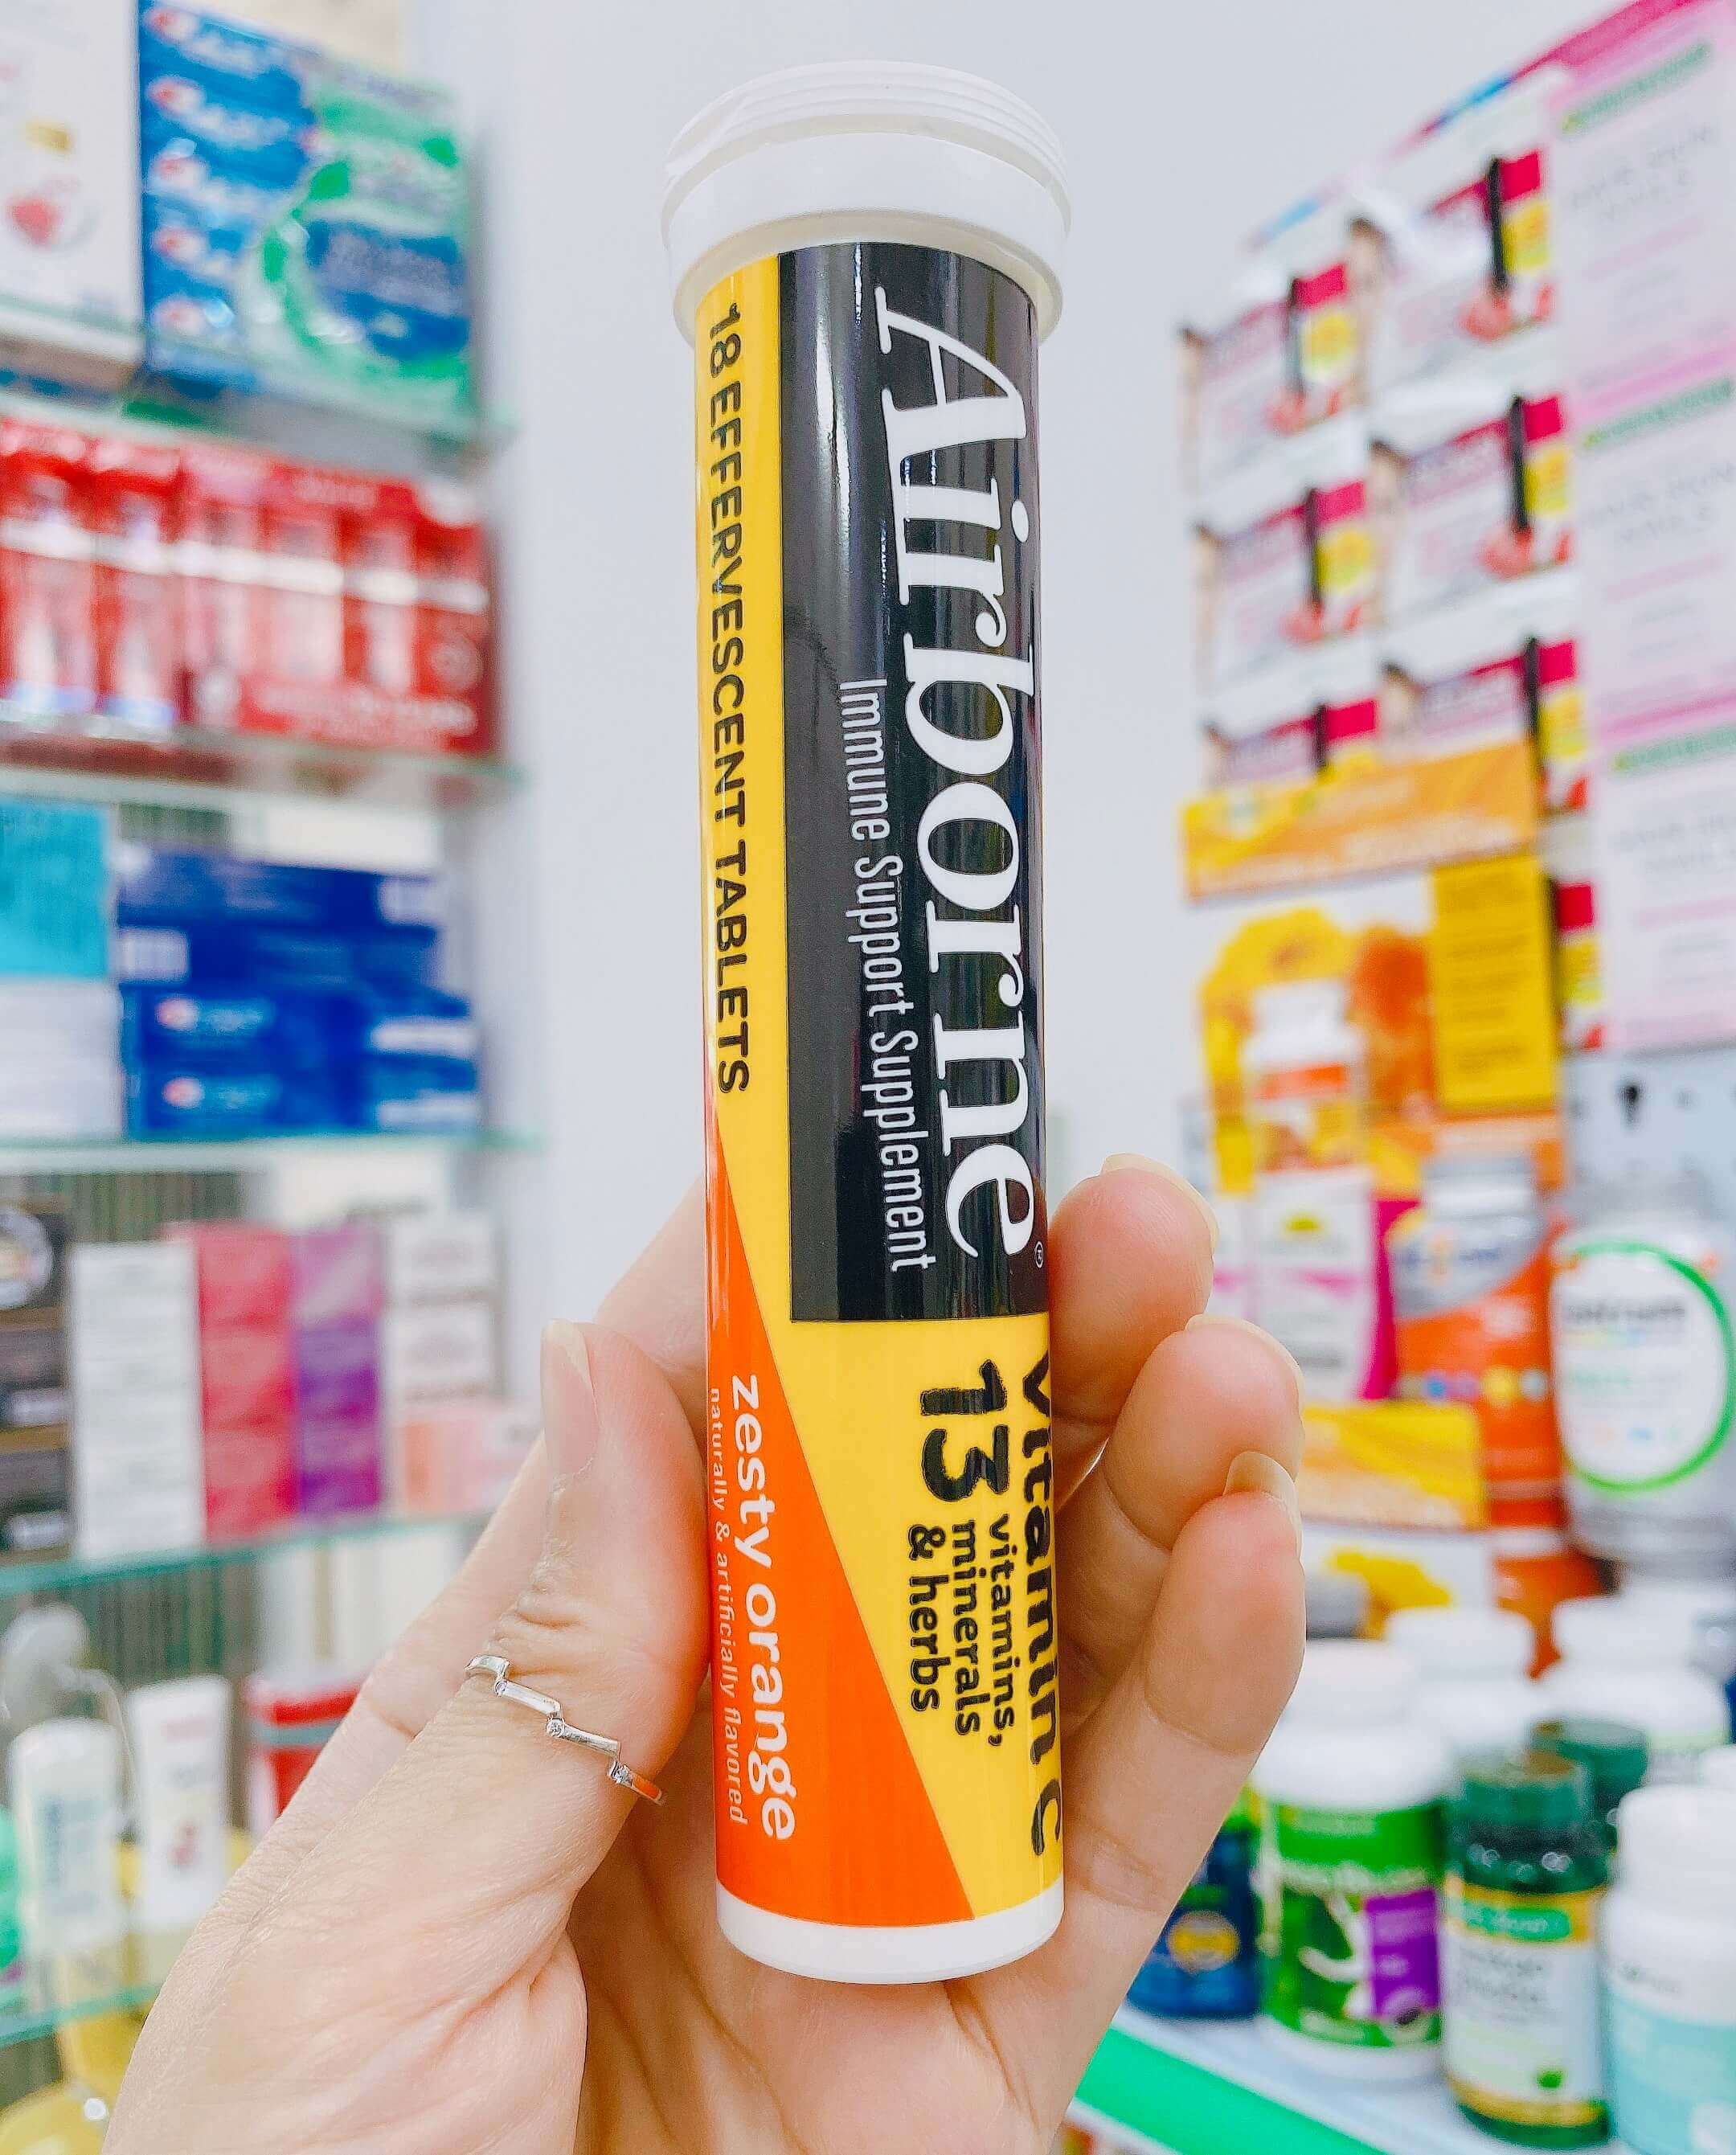 Airborne®
Immune Support Supplement
18 EFFERVESCENT TABLETS
vitamin c
13 vitamins,
minerals
& herbs
zesty orange
naturally & artificially flavored